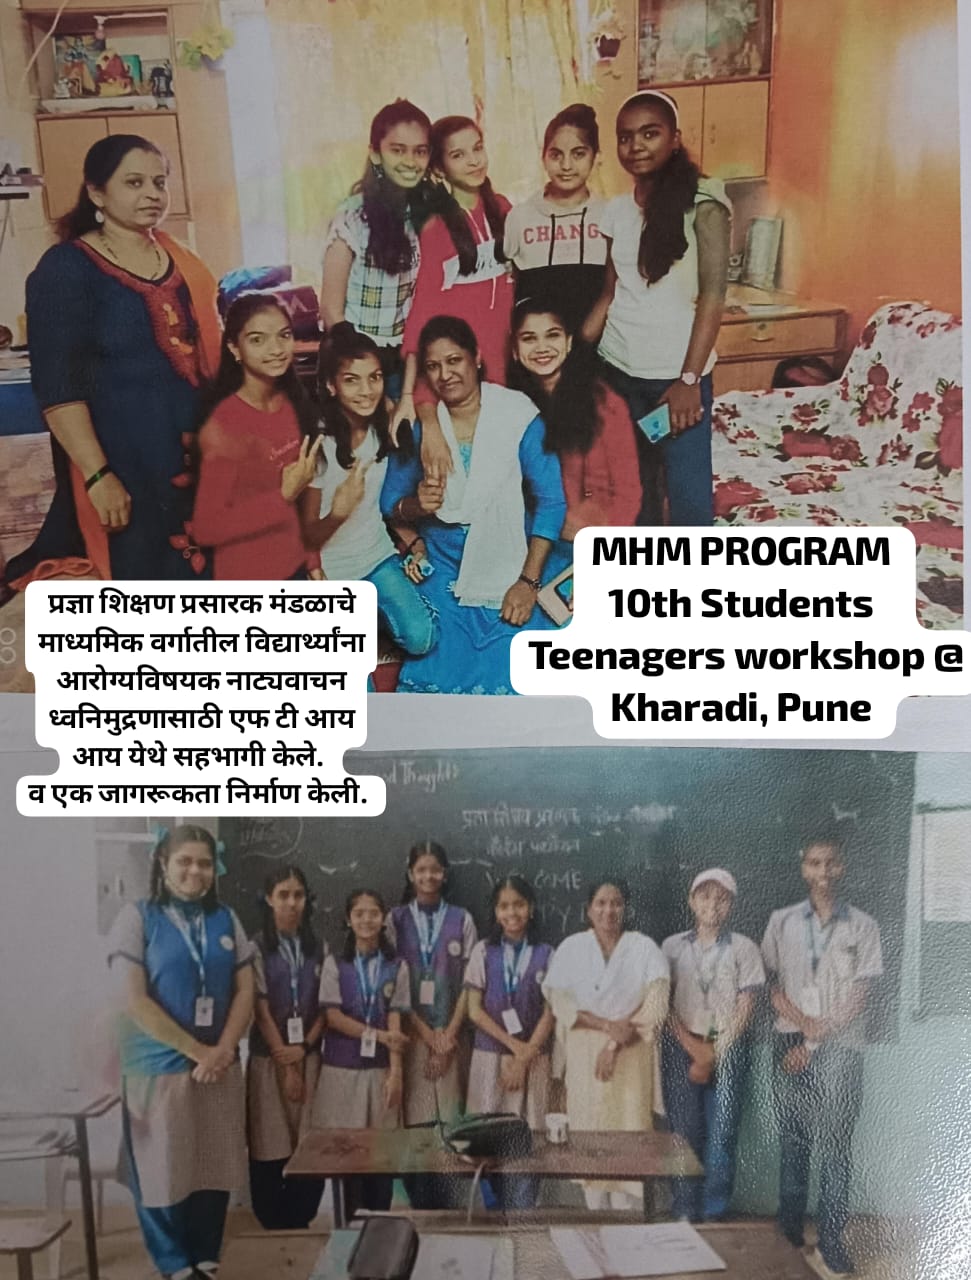 CHANG
MHM PROGRAM
10th Students
Teenagers workshop @
Kharadi, Pune
प्रज्ञा शिक्षण प्रसारक मंडळाचे
माध्यमिक वर्गातील विद्यार्थ्यांना
आरोग्यविषयक नाट्यवाचन
ध्वनिमुद्रणासाठी एफ टी आय
आय येथे सहभागी केले.
व एक जागरूकता निर्माण केली.
Thoughts